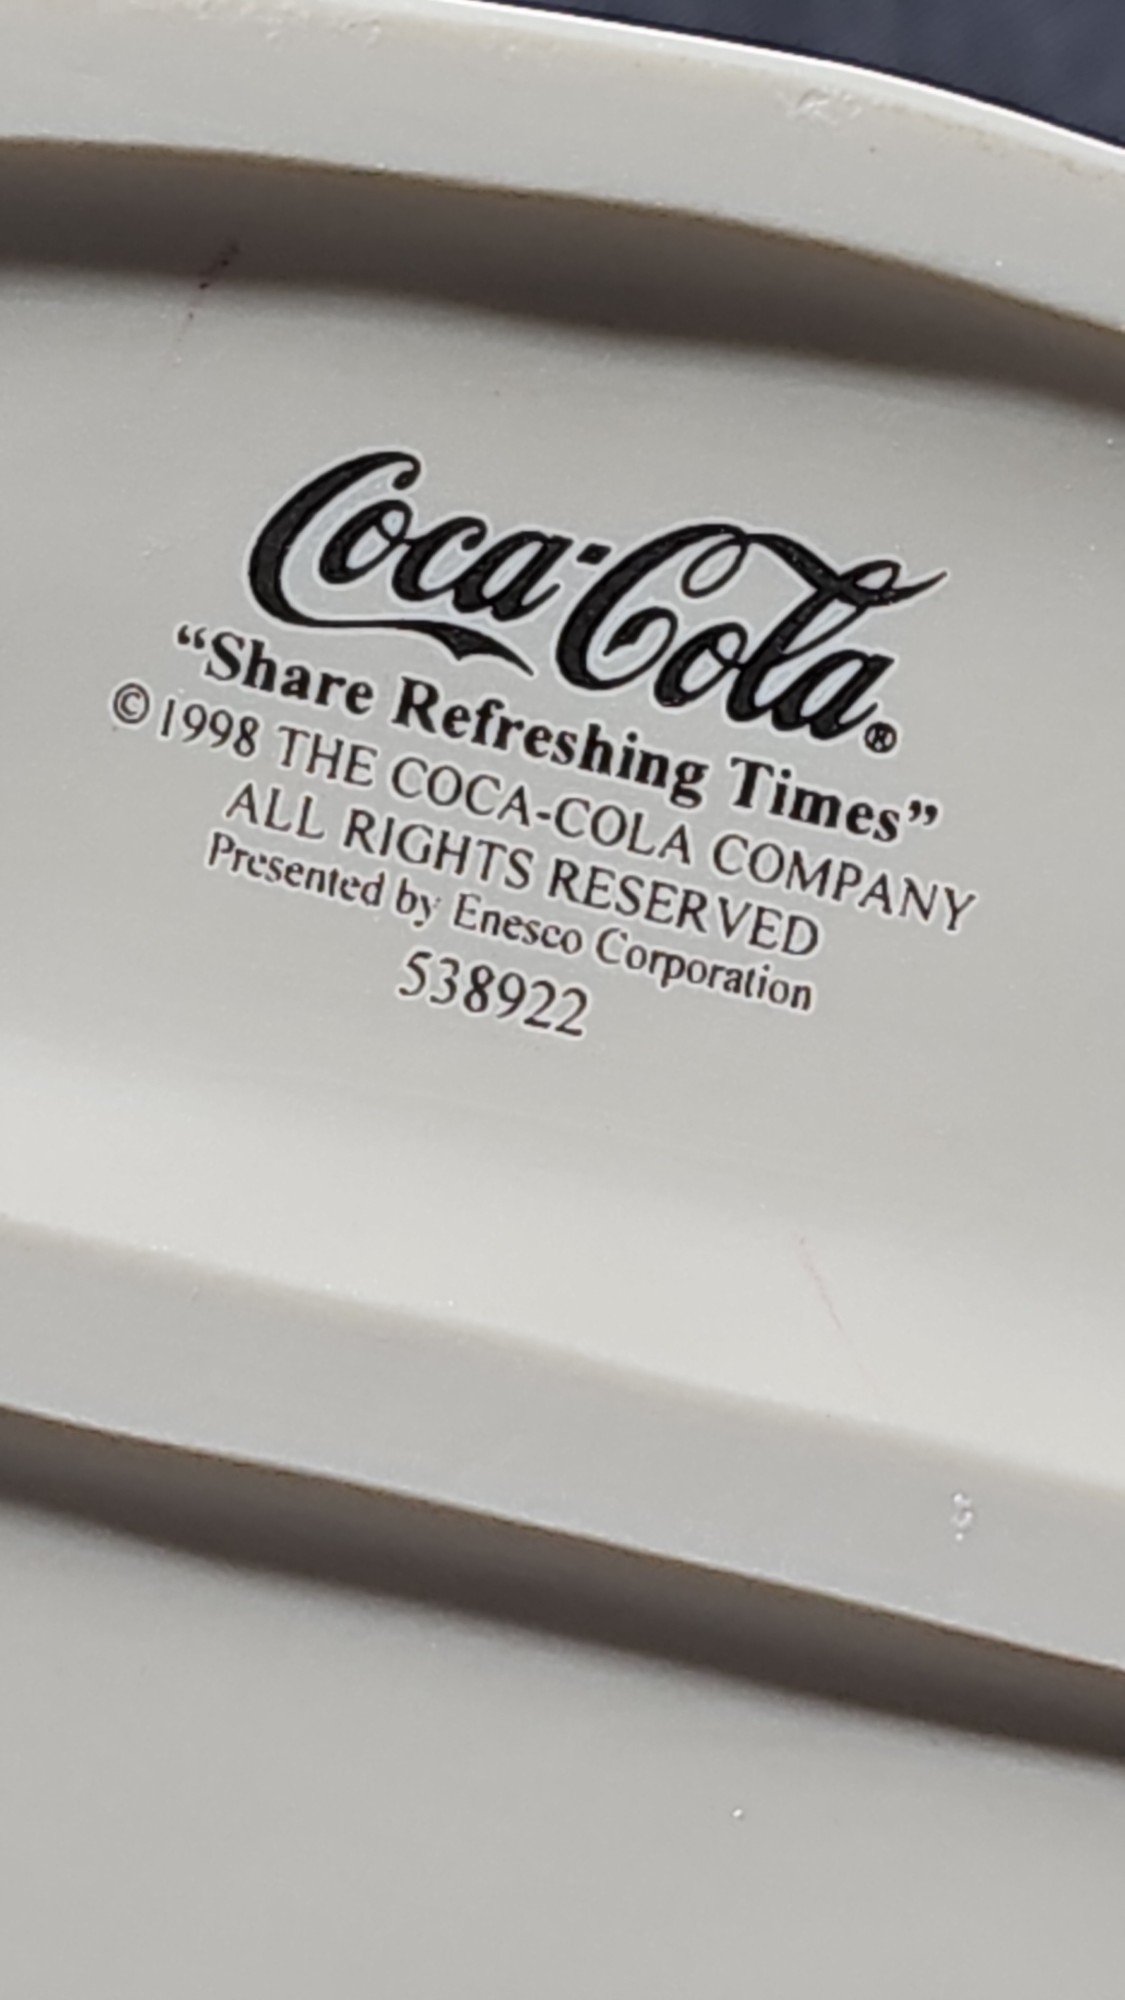 Coca-Cola®
“Share Refreshing Times”
© 1998 THE COCA-COLA COMPANY
ALL RIGHTS RESERVED
Presented by Enesco Corporation
538922